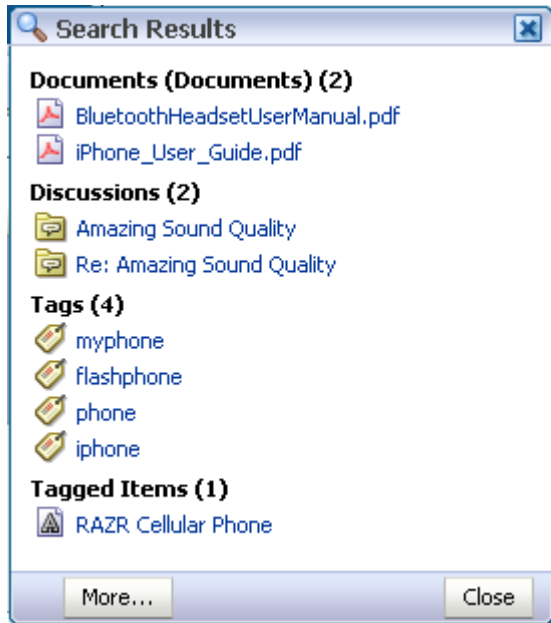 Search Results
Documents (Documents) (2)
BluetoothHeadsetUserManual.pdf
iPhone_User_Guide.pdf
Discussions (2)
Amazing Sound Quality
Re: Amazing Sound Quality
Tags (4)
myphone
flashphone
phone
iphone
Tagged Items (1)
RAZR Cellular Phone
More...
Close